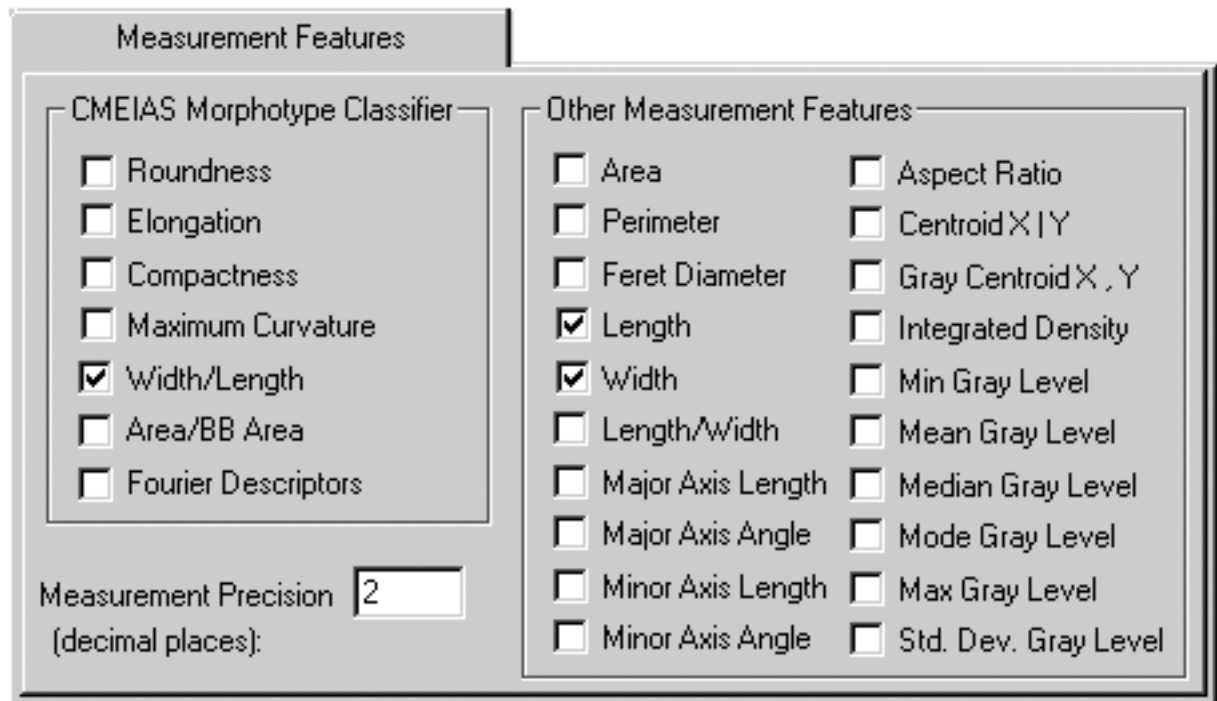 Measurement Features
CMEIAS Morphotype Classifier
Roundness
Elongation
Compactness
Maximum Curvature
Width/Length
Area/BB Area
Fourier Descriptors
Measurement Precision 2
(decimal places):
Other Measurement Features
Area
Perimeter
Feret Diameter
Length
Width
Length/Width
Major Axis Length
Major Axis Angle
Minor Axis Length
Minor Axis Angle
Aspect Ratio
Centroid X | Y
Gray Centroid X , Y
Integrated Density
Min Gray Level
Mean Gray Level
Median Gray Level
Mode Gray Level
Max Gray Level
Std. Dev. Gray Level